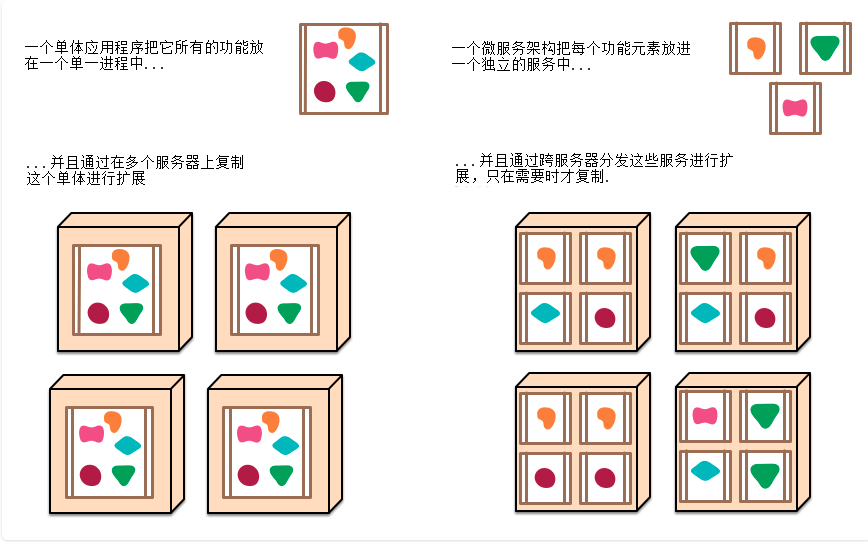 一个单体应用程序把它所有的功能放
在一个单一进程中...
一个微服务架构把每个功能元素放进
一个独立的服务中...
...并且通过在多个服务器上复制
这个单体进行扩展
...并且通过跨服务器分发这些服务进行扩
展，只在需要时才复制.